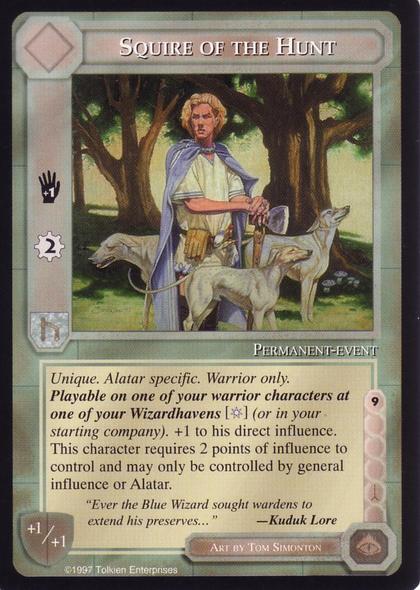 Squire of the Hunt
+1
2
Permanent-event
Unique. Alatar specific. Warrior only.
Playable on one of your warrior characters at
one of your Wizardhavens [☼] (or in your
starting company). +1 to his direct influence.
This character requires 2 points of influence to
control and may only be controlled by general
influence or Alatar.
"Ever the Blue Wizard sought wardens to
extend his preserves..." —Kuduk Lore
9
+1/+1
Art by Tom Simonton
©1997 Tolkien Enterprises